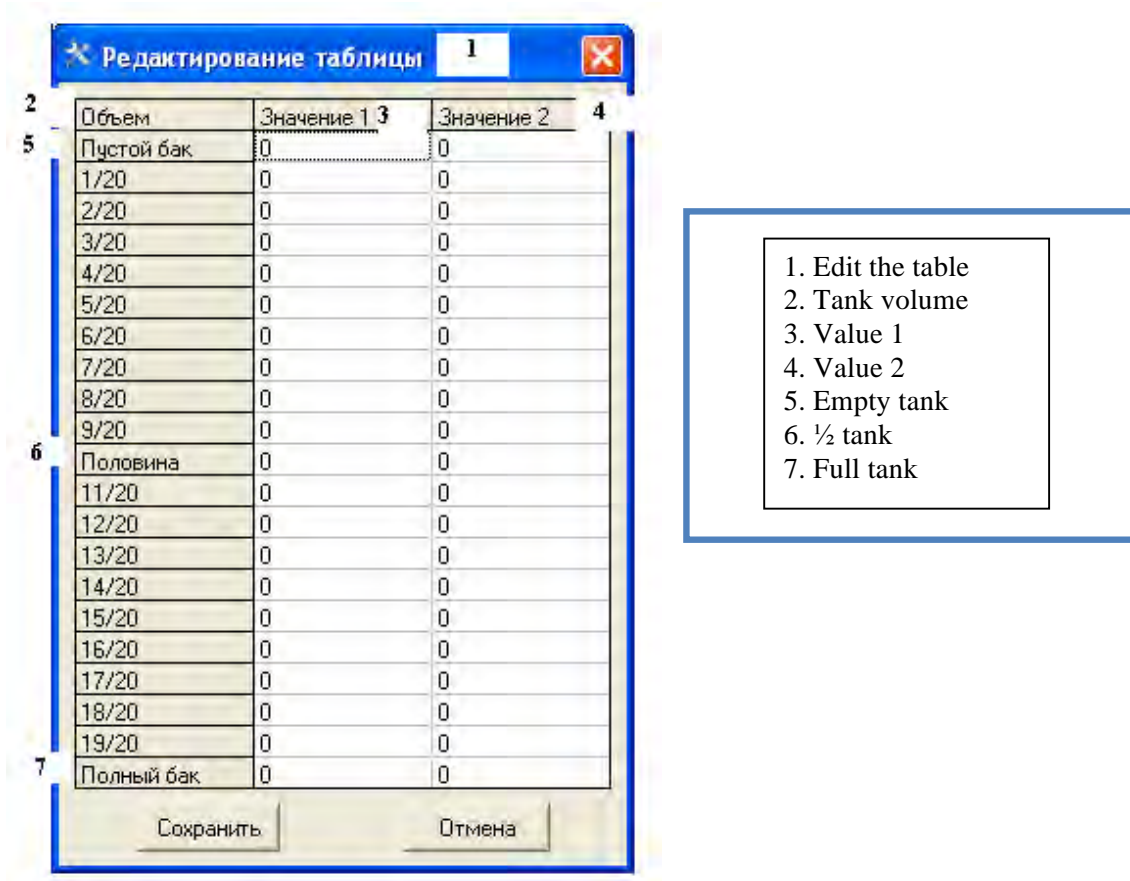 Редактирование таблицы 1
2 Объем Значение 1 3 Значение 2 4
5 Пустой бак 0 0
1/20 0 0
2/20 0 0
3/20 0 0
4/20 0 0
5/20 0 0
6/20 0 0
7/20 0 0
8/20 0 0
9/20 0 0
6 Половина 0 0
11/20 0 0
12/20 0 0
13/20 0 0
14/20 0 0
15/20 0 0
16/20 0 0
17/20 0 0
18/20 0 0
19/20 0 0
7 Полный бак 0 0
Сохранить Отмена
1. Edit the table
2. Tank volume
3. Value 1
4. Value 2
5. Empty tank
6. ½ tank
7. Full tank